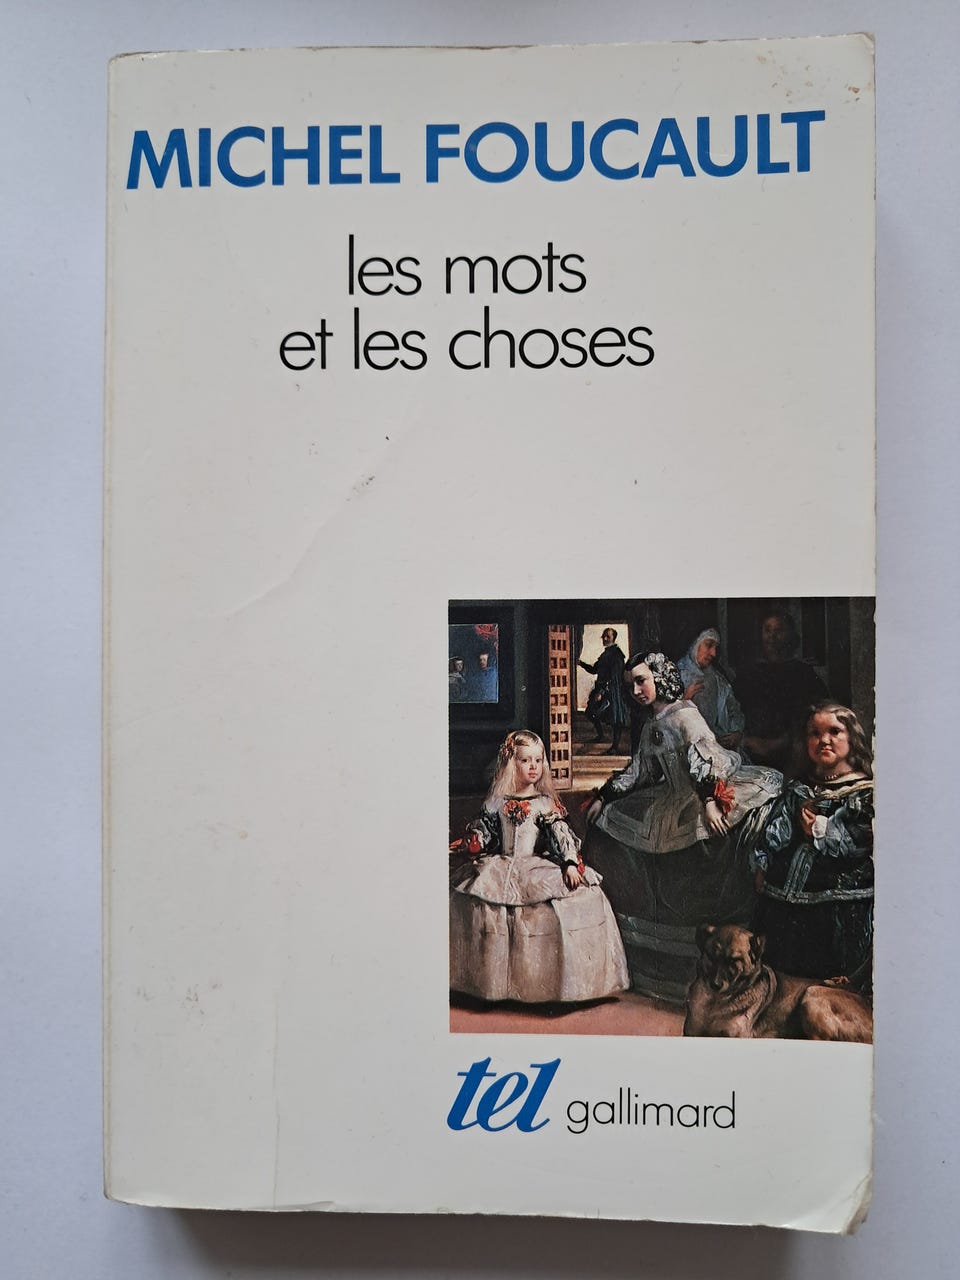 MICHEL FOUCAULT
les mots
et les choses
tel gallimard